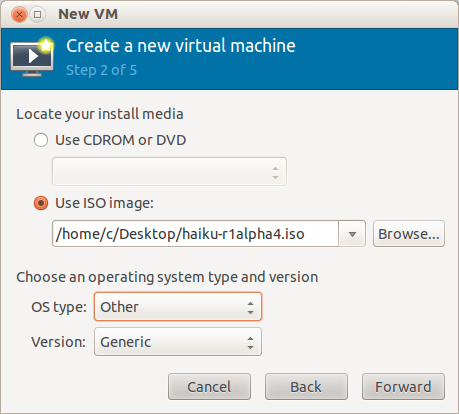 New VM
Create a new virtual machine
Step 2 of 5
Locate your install media
Use CDROM or DVD
Use ISO image:
/home/c/Desktop/haiku-r1alpha4.iso Browse...
Choose an operating system type and version
OS type: Other
Version: Generic
Cancel Back Forward